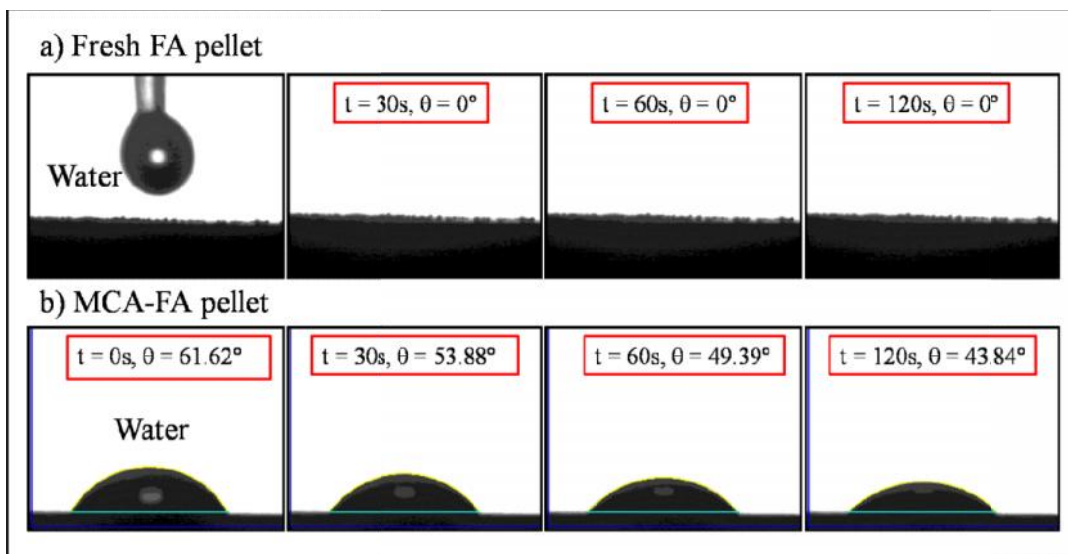 a) Fresh FA pellet
Water
t = 30s, θ = 0°
t = 60s, θ = 0°
t = 120s, θ = 0°
b) MCA-FA pellet
t = 0s, θ = 61.62°
t = 30s, θ = 53.88°
t = 60s, θ = 49.39°
t = 120s, θ = 43.84°
Water